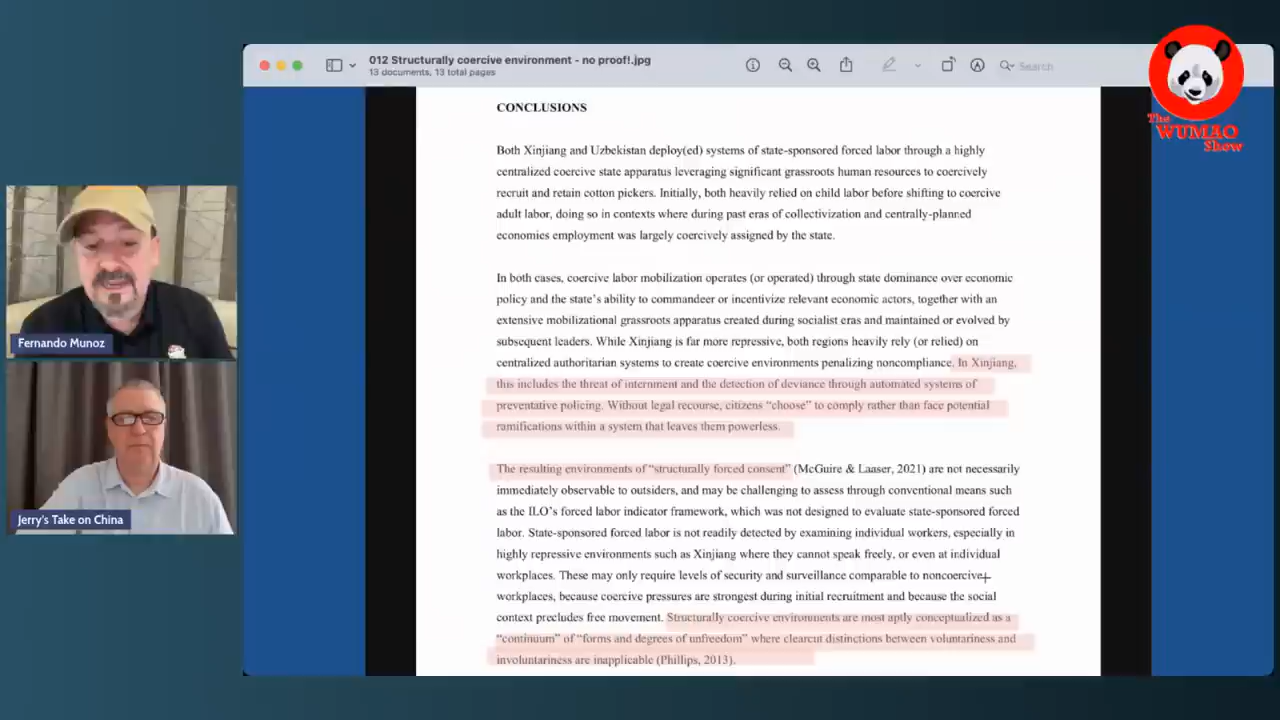 012 Structurally coercive environment - no proof!.jpg
13 documents, 13 total pages
Search
The
WUMAO
Show
CONCLUSIONS
Both Xinjiang and Uzbekistan deploy(ed) systems of state-sponsored forced labor through a highly
centralized coercive state apparatus leveraging significant grassroots human resources to coercively
recruit and retain cotton pickers. Initially, both heavily relied on child labor before shifting to coercive
adult labor, doing so in contexts where during past eras of collectivization and centrally-planned
economies employment was largely coercively assigned by the state.
In both cases, coercive labor mobilization operates (or operated) through state dominance over economic
policy and the state's ability to commandeer or incentivize relevant economic actors, together with an
extensive mobilizational grassroots apparatus created during socialist eras and maintained or evolved by
subsequent leaders. While Xinjiang is far more repressive, both regions heavily rely (or relied) on
centralized authoritarian systems to create coercive environments penalizing noncompliance. In Xinjiang,
this includes the threat of internment and the detection of deviance through automated systems of
preventative policing. Without legal recourse, citizens “choose” to comply rather than face potential
ramifications within a system that leaves them powerless.
The resulting environments of “structurally forced consent” (McGuire & Laaser, 2021) are not necessarily
immediately observable to outsiders, and may be challenging to assess through conventional means such
as the ILO's forced labor indicator framework, which was not designed to evaluate state-sponsored forced
labor. State-sponsored forced labor is not readily detected by examining individual workers, especially in
highly repressive environments such as Xinjiang where they cannot speak freely, or even at individual
workplaces. These may only require levels of security and surveillance comparable to noncoercive
workplaces, because coercive pressures are strongest during initial recruitment and because the social
context precludes free movement. Structurally coercive environments are most aptly conceptualized as a
“continuum” of “forms and degrees of unfreedom” where clearcut distinctions between voluntariness and
involuntariness are inapplicable (Phillips, 2013).
Fernando Munoz
Jerry's Take on China